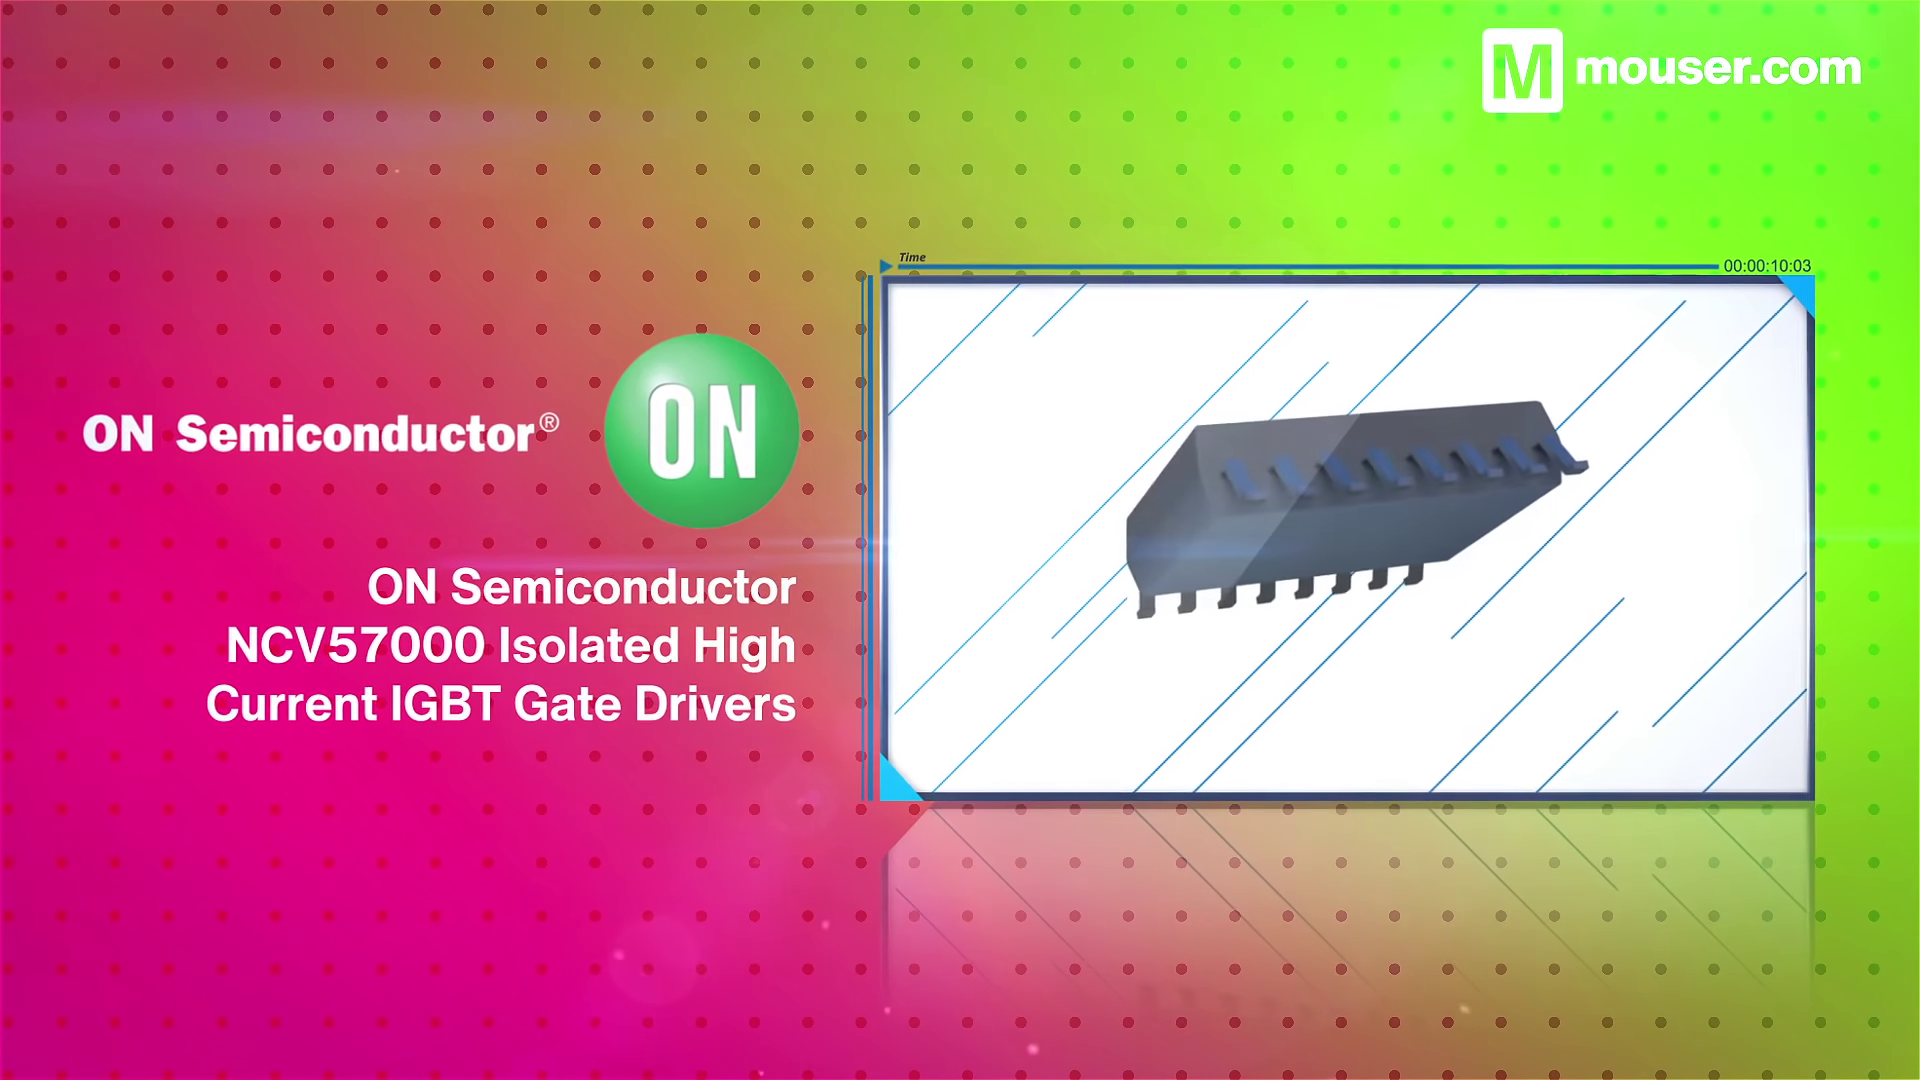 M mouser.com
Time
00:00:10:03
ON Semiconductor®
ON
ON Semiconductor
NCV57000 Isolated High
Current IGBT Gate Drivers